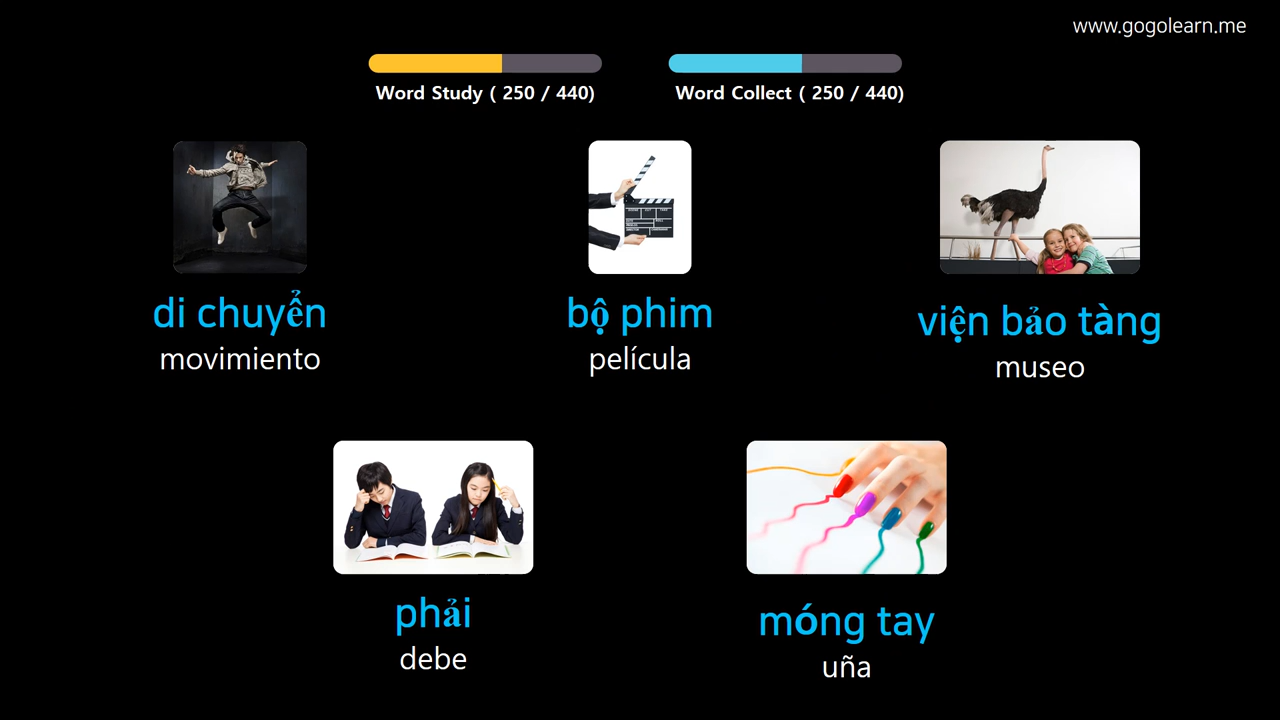 www.gogolearn.me
Word Study ( 250 / 440)
Word Collect ( 250 / 440)
di chuyển
movimiento
bộ phim
película
viện bảo tàng
museo
phải
debe
móng tay
uña